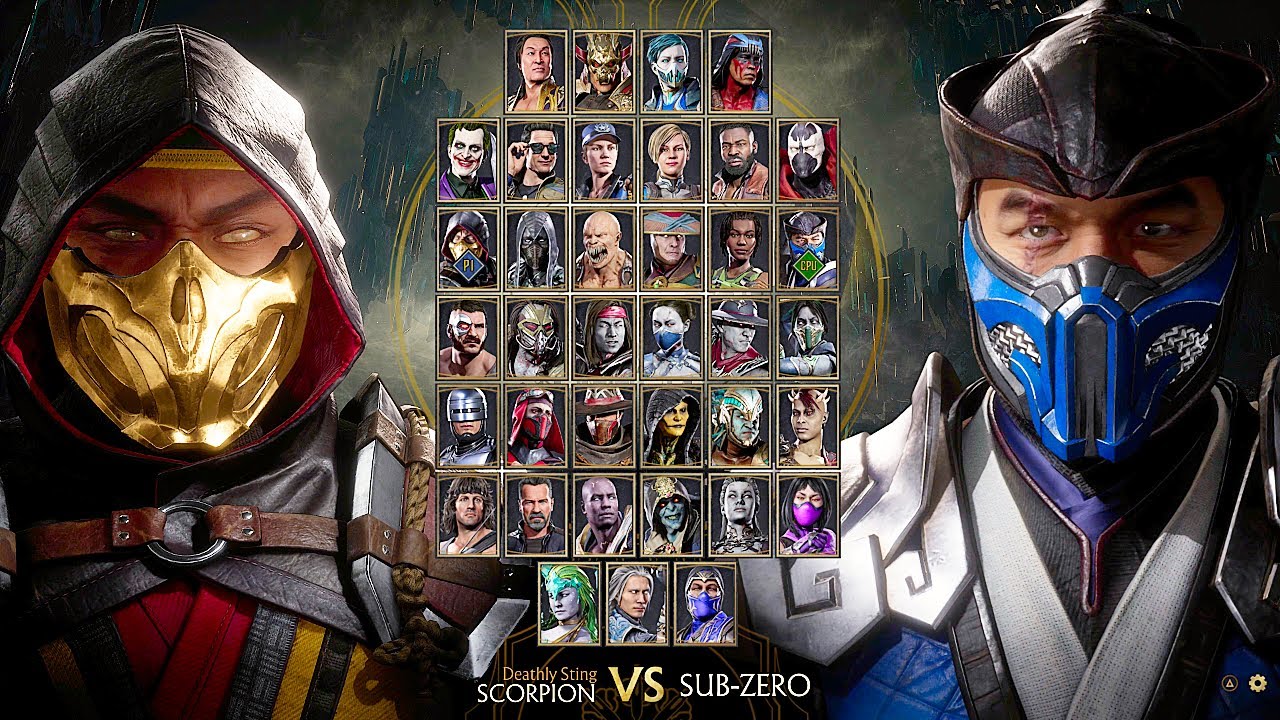 P1
CPU
Deathly Sting
SCORPION
VS
SUB-ZERO